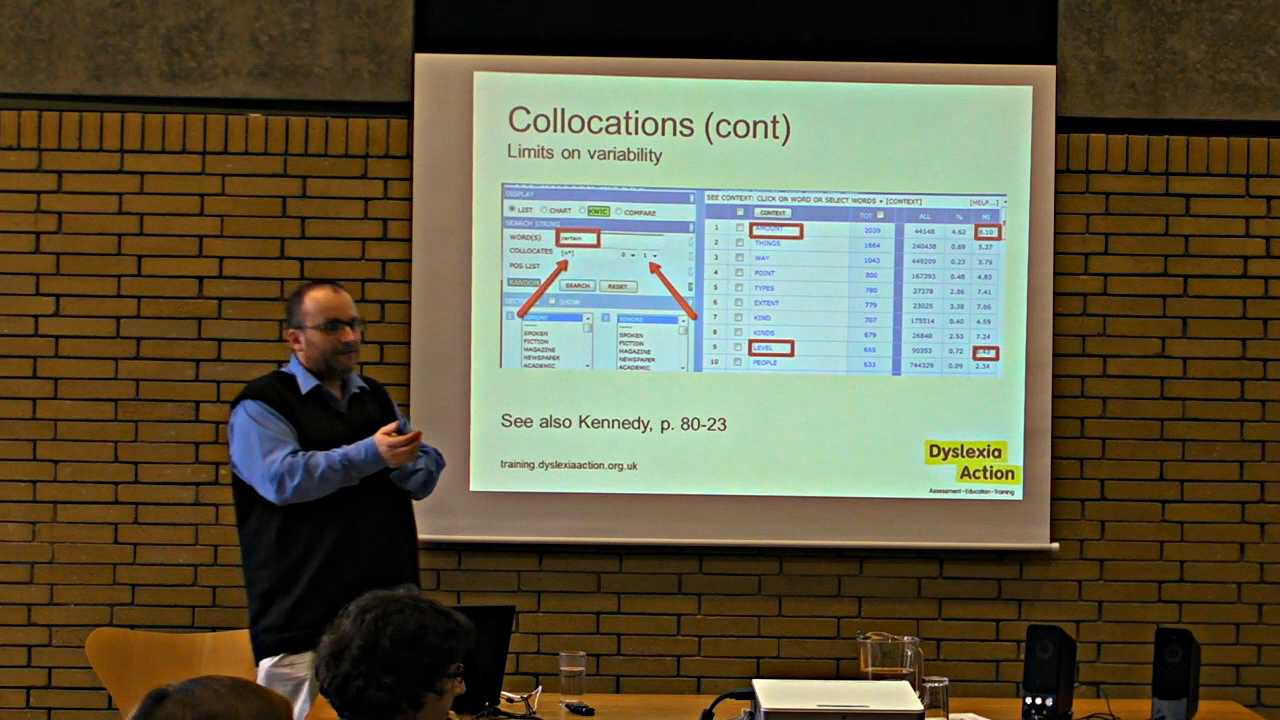 Collocations (cont)
Limits on variability
DISPLAY
LIST CHART KWIC COMPARE
SEARCH STRING
WORD(S) certain
COLLOCATES [n*] 0 1
POS LIST
RANDOM SEARCH RESET
SHOW
IGNORE IGNORE
SPOKEN SPOKEN
FICTION FICTION
MAGAZINE MAGAZINE
NEWSPAPER NEWSPAPER
ACADEMIC ACADEMIC
SEE CONTEXT: CLICK ON WORD OR SELECT WORDS + [CONTEXT] [HELP...]
CONTEXT TOT ALL % MI
1 AMOUNT 2039 44148 4.62 6.10
2 THINGS 1664 240438 0.69 5.37
3 WAY 1043 449209 0.23 3.79
4 POINT 800 167393 0.48 4.83
5 TYPES 780 27278 2.86 7.41
6 EXTENT 779 23025 3.38 7.66
7 KIND 707 175514 0.40 4.59
8 KINDS 679 26840 2.53 7.24
9 LEVEL 655 90353 0.72
10 PEOPLE 633 744329 0.09 2.34
See also Kennedy, p. 80-23
training.dyslexiaaction.org.uk
Dyslexia
Action
Assessment • Education • Training